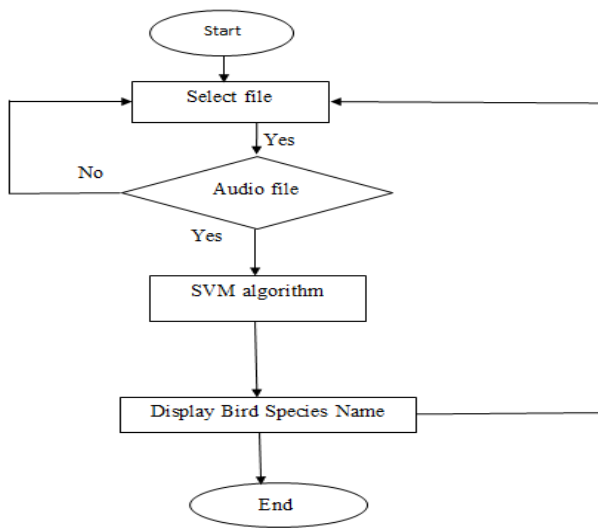 Start
Select file
Yes
No
Audio file
Yes
SVM algorithm
Display Bird Species Name
End